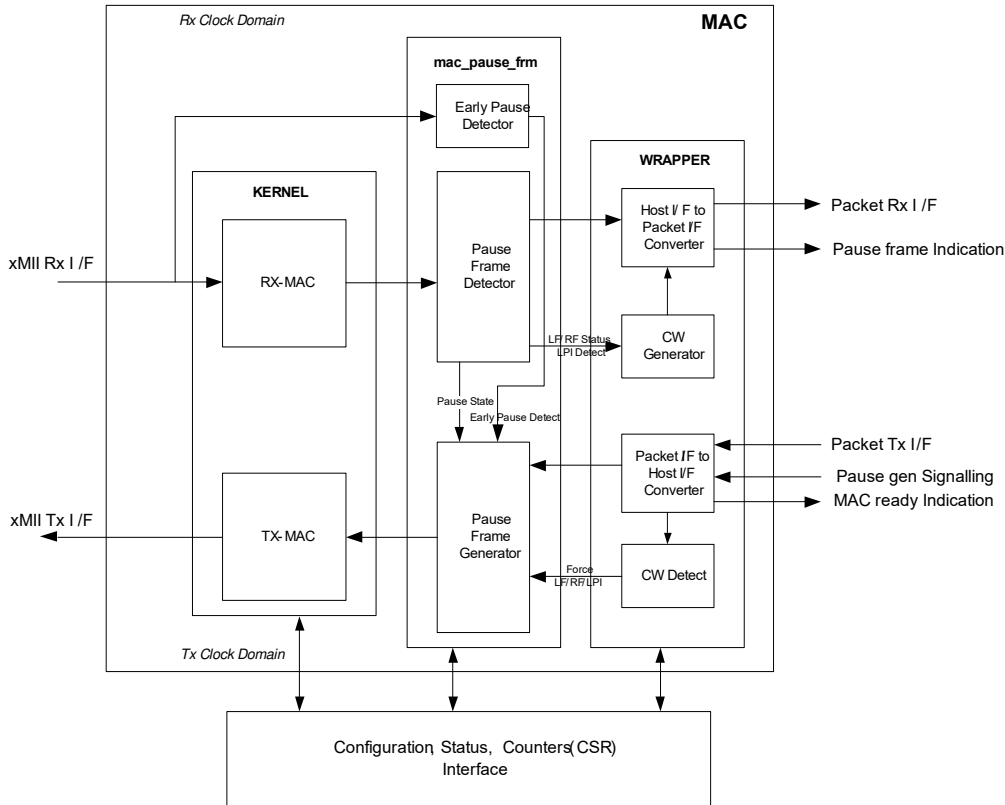 Rx Clock Domain
MAC
mac_pause_frm
Early Pause
Detector
WRAPPER
KERNEL
Host I/ F to
Packet I/F
Converter
Packet Rx I /F
Pause frame Indication
xMII Rx I /F
RX-MAC
Pause
Frame
Detector
LF/RF Status
LPI Detect
CW
Generator
Pause State
Early Pause Detect
Packet I/F to
Host I/F
Converter
Packet Tx I/F
Pause gen Signalling
MAC ready Indication
xMII Tx I /F
TX-MAC
Pause
Frame
Generator
Force
LF/RF/LPI
CW Detect
Tx Clock Domain
Configuration, Status, Counters(CSR)
Interface